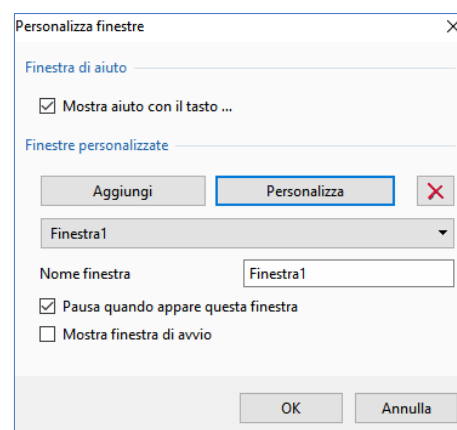 Personalizza finestre
Finestra di aiuto
Mostra aiuto con il tasto ...
Finestre personalizzate
Aggiungi Personalizza
Finestra1
Nome finestra Finestra1
Pausa quando appare questa finestra
Mostra finestra di avvio
OK Annulla